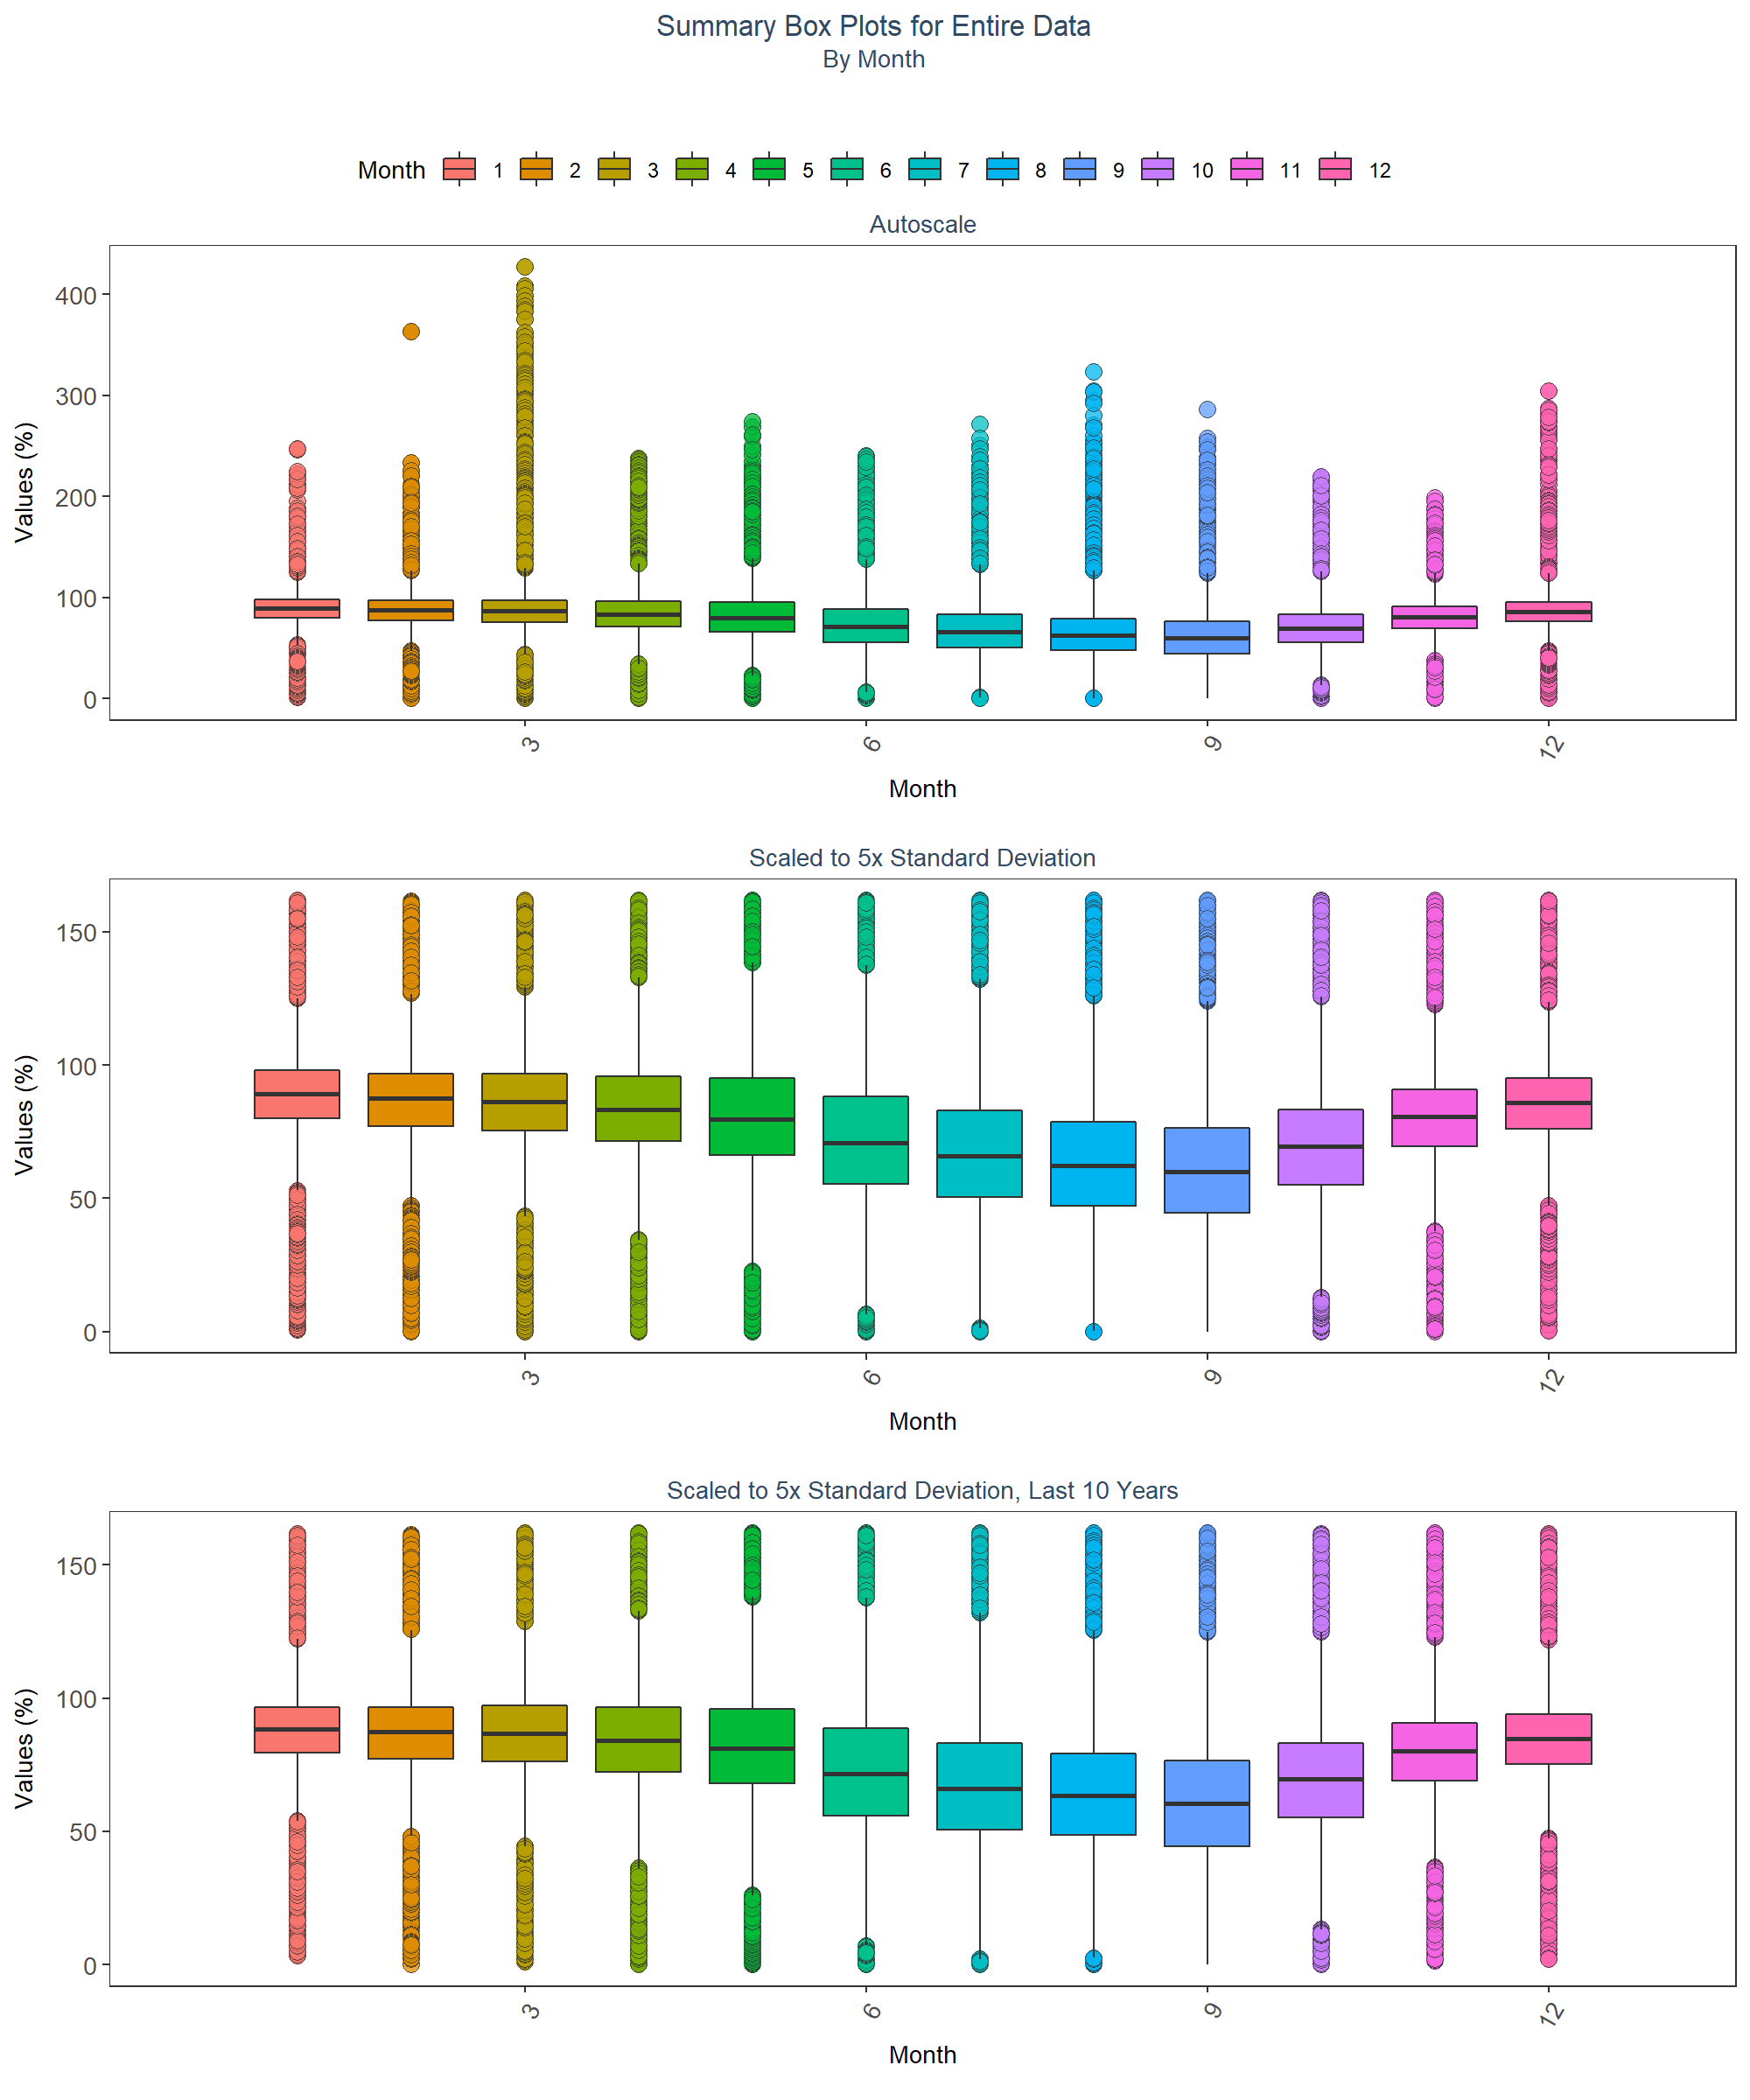 Summary Box Plots for Entire Data
By Month
Month 1 2 3 4 5 6 7 8 9 10 11 12
Autoscale
Values (%)
400
300
200
100
0
3 6 9 12
Month
Scaled to 5x Standard Deviation
Values (%)
150
100
50
0
3 6 9 12
Month
Scaled to 5x Standard Deviation, Last 10 Years
Values (%)
150
100
50
0
3 6 9 12
Month